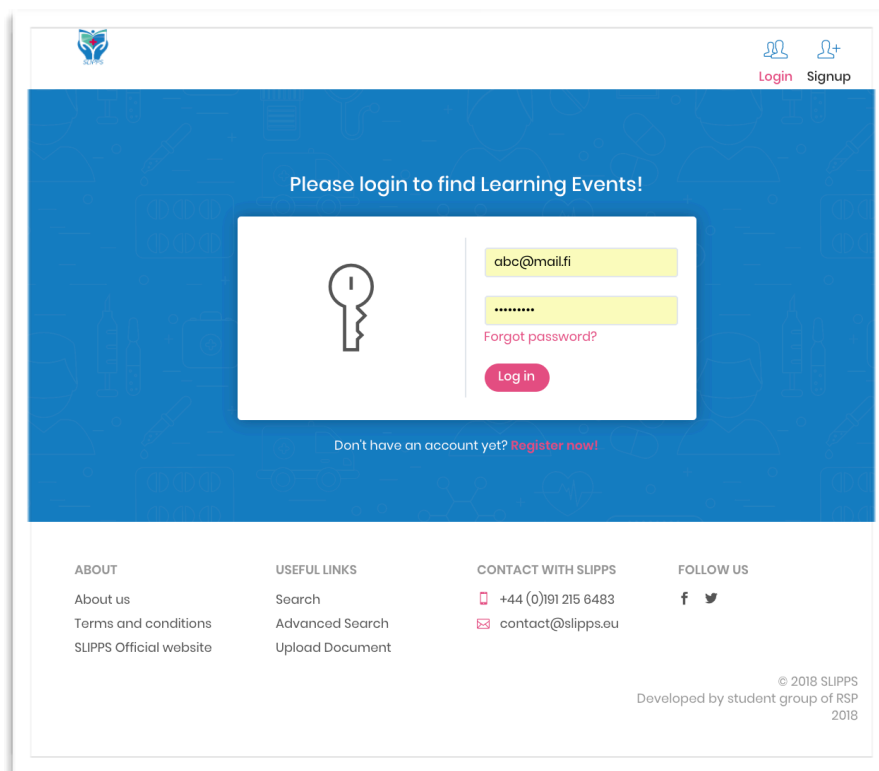 SLIPPS
Login Signup
Please login to find Learning Events!
abc@mail.fi
•••••••••
Forgot password?
Log in
Don't have an account yet? Register now!
ABOUT
About us
Terms and conditions
SLIPPS Official website
USEFUL LINKS
Search
Advanced Search
Upload Document
CONTACT WITH SLIPPS
+44 (0)191 215 6483
contact@slipps.eu
FOLLOW US
© 2018 SLIPPS
Developed by student group of RSP
2018